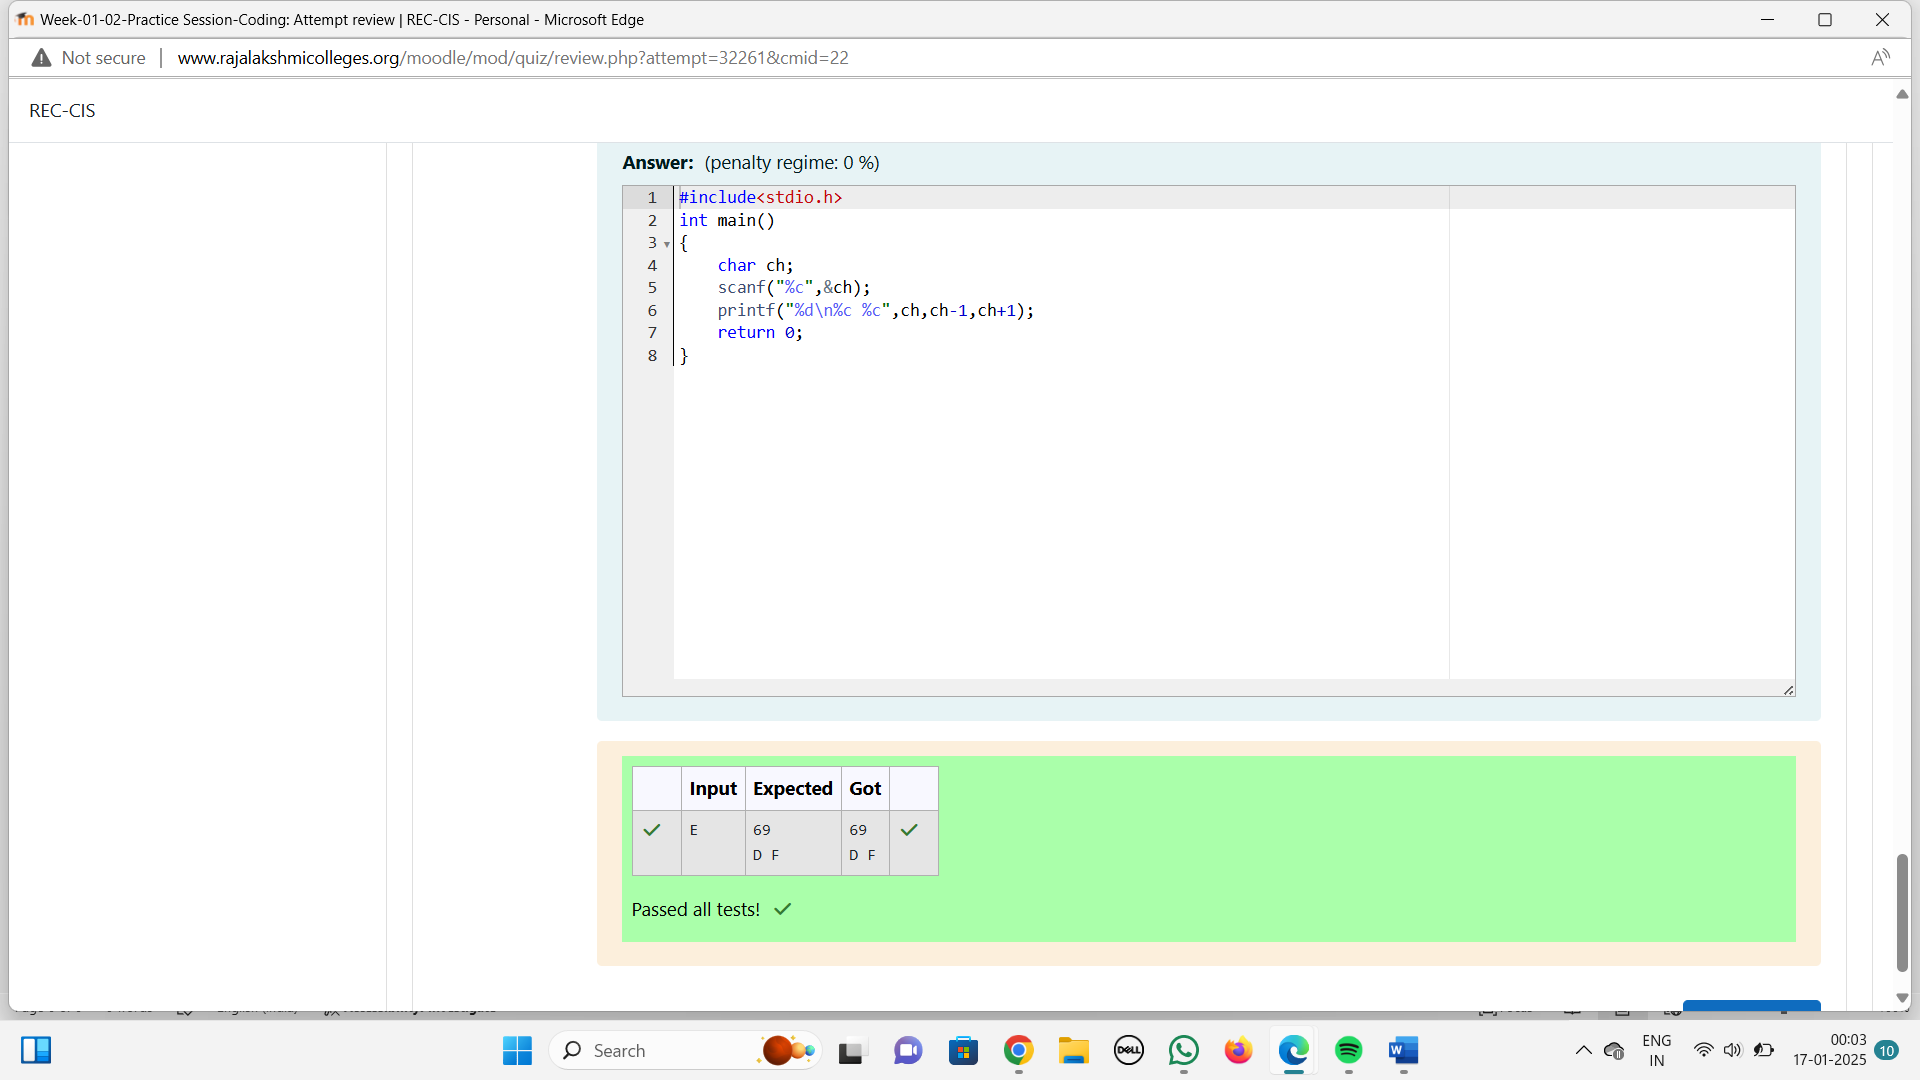 Week-01-02-Practice Session-Coding: Attempt review | REC-CIS - Personal - Microsoft Edge
Not secure | www.rajalakshmicolleges.org/moodle/mod/quiz/review.php?attempt=32261&cmid=22
REC-CIS
Answer: (penalty regime: 0 %)
1 #include<stdio.h>
2 int main()
3 {
4 char ch;
5 scanf("%c",&ch);
6 printf("%d\n%c %c",ch,ch-1,ch+1);
7 return 0;
8 }
Input Expected Got
E 69 69
D F D F
Passed all tests!
Search
DELL
W
ENG
IN
00:03
17-01-2025
10